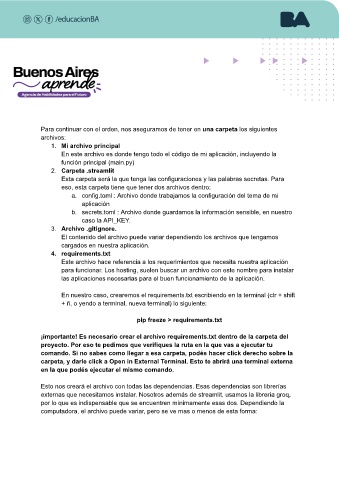 /educacionBA
BA
Buenos Aires
aprende
Agencia de Habilidades para el Futuro
Para continuar con el orden, nos aseguramos de tener en una carpeta los siguientes
archivos:
1. Mi archivo principal
En este archivo es donde tengo todo el código de mi aplicación, incluyendo la
función principal (main.py)
2. Carpeta .streamlit
Esta carpeta será la que tenga las configuraciones y las palabras secretas. Para
eso, esta carpeta tiene que tener dos archivos dentro:
a. config.toml : Archivo donde trabajamos la configuración del tema de mi
aplicación
b. secrets.toml : Archivo donde guardamos la información sensible, en nuestro
caso la API_KEY.
3. Archivo .gitignore.
El contenido del archivo puede variar dependiendo los archivos que tengamos
cargados en nuestra aplicación.
4. requirements.txt
Este archivo hace referencia a los requerimientos que necesita nuestra aplicación
para funcionar. Los hosting, suelen buscar un archivo con este nombre para instalar
las aplicaciones necesarias para el buen funcionamiento de la aplicación.
En nuestro caso, crearemos el requirements.txt escribiendo en la terminal (ctr + shift
+ ñ, o yendo a terminal. nueva terminal) lo siguiente:
pip freeze > requirements.txt
¡importante! Es necesario crear el archivo requirements.txt dentro de la carpeta del
proyecto. Por eso te pedimos que verifiques la ruta en la que vas a ejecutar tu
comando. Si no sabes como llegar a esa carpeta, podés hacer click derecho sobre la
carpeta, y darle click a Open in External Terminal. Esto te abrirá una terminal externa
en la que podés ejecutar el mismo comando.
Esto nos creará el archivo con todas las dependencias. Esas dependencias son librerías
externas que necesitamos instalar. Nosotros además de streamlit, usamos la librería groq,
por lo que es indispensable que se encuentren mínimamente esas dos. Dependiendo la
computadora, el archivo puede variar, pero se ve mas o menos de esta forma: